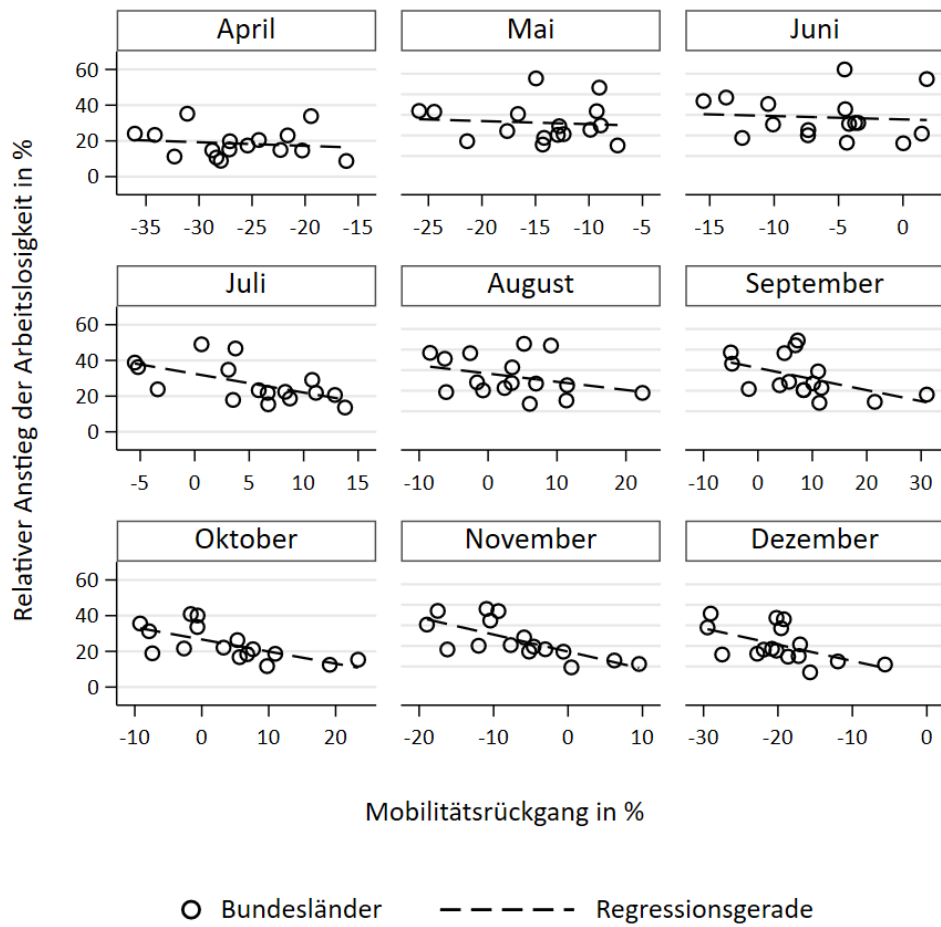 April Mai Juni
60
40
20
0
-35 -30 -25 -20 -15 -25 -20 -15 -10 -5 -15 -10 -5 0
Juli August September
60
40
20
0
-5 0 5 10 15 -10 0 10 20 -10 0 10 20 30
Oktober November Dezember
60
40
20
0
-10 0 10 20 -20 -10 0 10 -30 -20 -10 0
Relativer Anstieg der Arbeitslosigkeit in %
Mobilitätsrückgang in %
Bundesländer Regressionsgerade